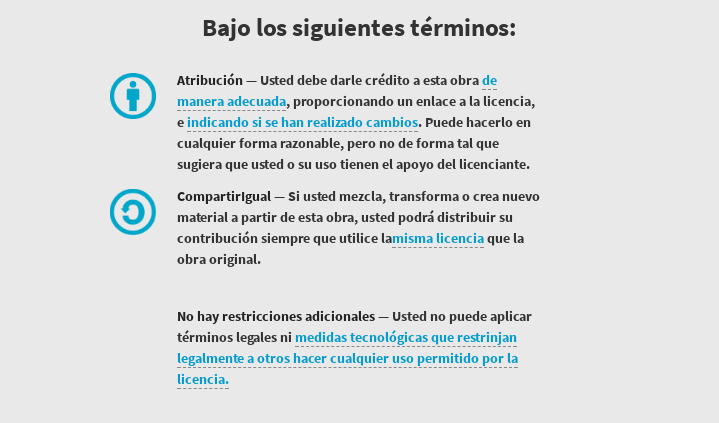 Bajo los siguientes términos:
Atribución — Usted debe darle crédito a esta obra de
manera adecuada, proporcionando un enlace a la licencia,
e indicando si se han realizado cambios. Puede hacerlo en
cualquier forma razonable, pero no de forma tal que
sugiera que usted o su uso tienen el apoyo del licenciante.
CompartirIgual — Si usted mezcla, transforma o crea nuevo
material a partir de esta obra, usted podrá distribuir su
contribución siempre que utilice lamisma licencia que la
obra original.
No hay restricciones adicionales — Usted no puede aplicar
términos legales ni medidas tecnológicas que restrinjan
legalmente a otros hacer cualquier uso permitido por la
licencia.